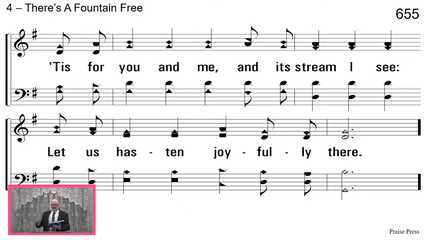 4 – There's A Fountain Free
655
'Tis for you and me, and its stream I see:
Let us has - ten joy - ful - ly there.
Praise Press